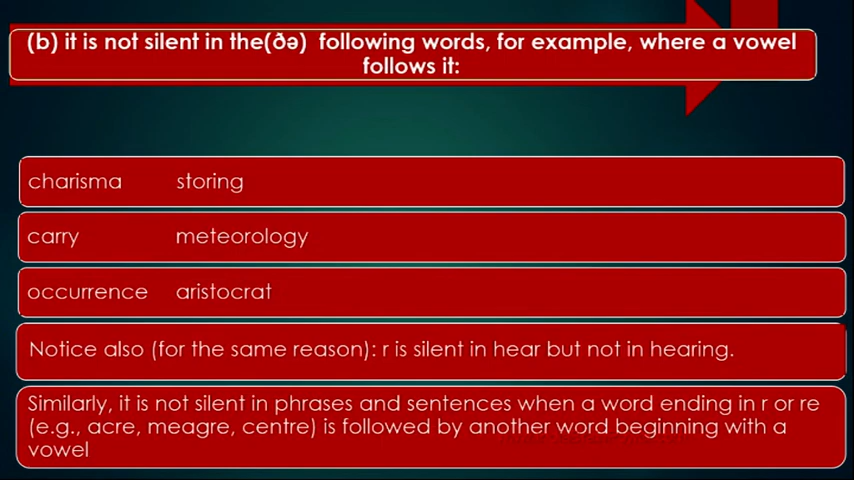 (b) it is not silent in the(ðə) following words, for example, where a vowel
follows it:
charisma storing
carry meteorology
occurrence aristocrat
Notice also (for the same reason): r is silent in hear but not in hearing.
Similarly, it is not silent in phrases and sentences when a word ending in r or re
(e.g., acre, meagre, centre) is followed by another word beginning with a
vowel